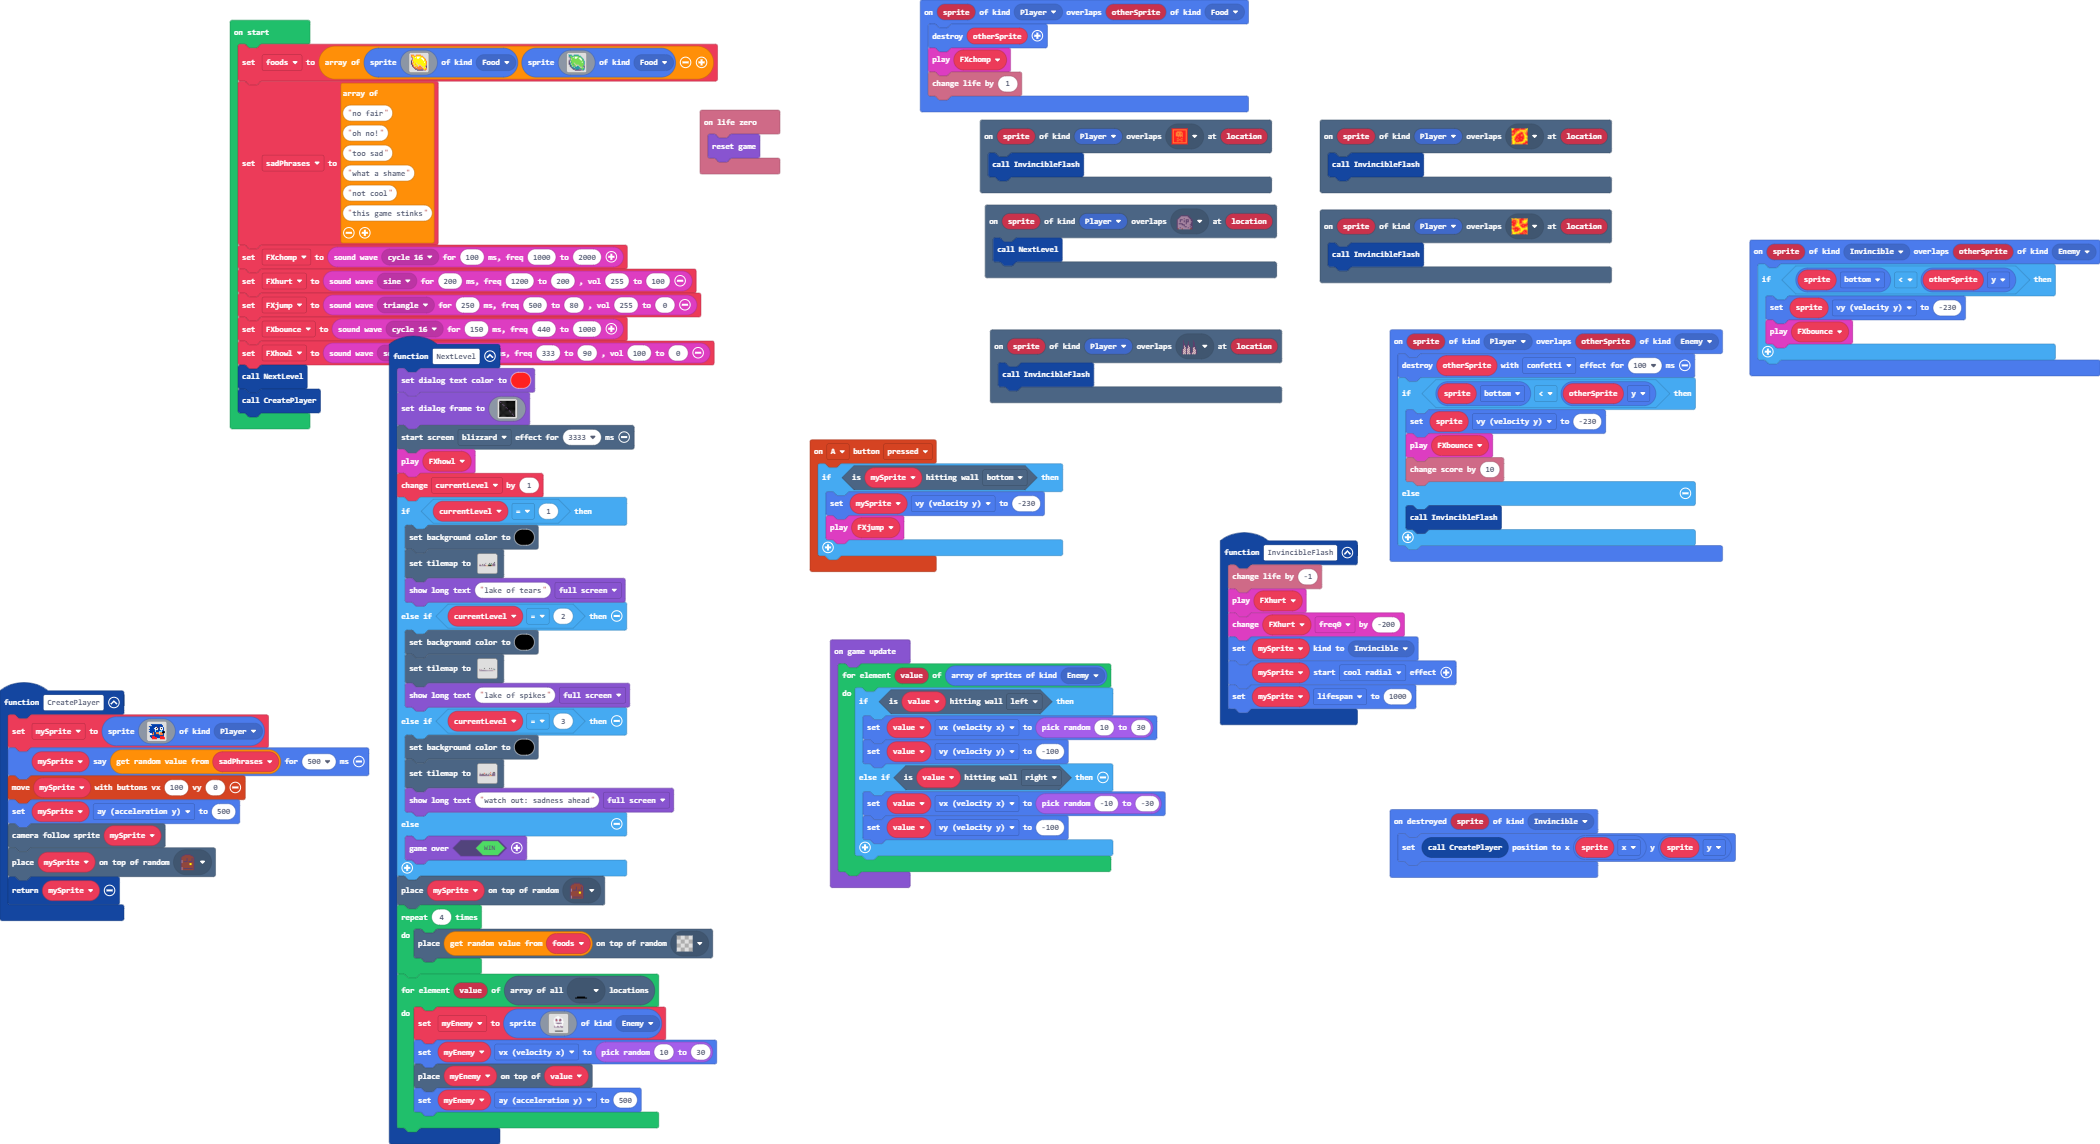 on start
set foods to array of sprite of kind Food sprite of kind Food
set sadPhrases to array of
"no fair"
"oh no!"
"too sad"
"what a shame"
"not cool"
"this game stinks"
set FXchomp to sound wave cycle 16 for 100 ms, freq 1000 to 2000
set FXhurt to sound wave sine for 200 ms, freq 1200 to 200 , vol 255 to 100
set FXjump to sound wave triangle for 250 ms, freq 500 to 80 , vol 255 to 0
set FXbounce to sound wave cycle 16 for 150 ms, freq 440 to 1000
set FXhowl to sound wave s, freq 333 to 90 , vol 100 to 0
call NextLevel
call CreatePlayer
function NextLevel
set dialog text color to
set dialog frame to
start screen blizzard effect for 3333 ms
play FXhowl
change currentLevel by 1
if currentLevel = 1 then
set background color to
set tilemap to
show long text "lake of tears" full screen
else if currentLevel = 2 then
set background color to
set tilemap to
show long text "lake of spikes" full screen
else if currentLevel = 3 then
set background color to
set tilemap to
show long text "watch out: sadness ahead" full screen
else
game over WIN
place mySprite on top of random
repeat 4 times
do place get random value from foods on top of random
for element value of array of all locations
do set myEnemy to sprite of kind Enemy
set myEnemy vx (velocity x) to pick random 10 to 30
place myEnemy on top of value
set myEnemy ay (acceleration y) to 500
function CreatePlayer
set mySprite to sprite of kind Player
mySprite say get random value from sadPhrases for 500 ms
move mySprite with buttons vx 100 vy 0
set mySprite ay (acceleration y) to 500
camera follow sprite mySprite
place mySprite on top of random
return mySprite
on life zero
reset game
on sprite of kind Player overlaps otherSprite of kind Food
destroy otherSprite
play FXchomp
change life by 1
on sprite of kind Player overlaps at location
call InvincibleFlash
on sprite of kind Player overlaps at location
call InvincibleFlash
on sprite of kind Player overlaps at location
call NextLevel
on sprite of kind Player overlaps at location
call InvincibleFlash
on sprite of kind Player overlaps at location
call InvincibleFlash
on sprite of kind Invincible overlaps otherSprite of kind Enemy
if sprite bottom < otherSprite y then
set sprite vy (velocity y) to -230
play FXbounce
on sprite of kind Player overlaps otherSprite of kind Enemy
destroy otherSprite with confetti effect for 100 ms
if sprite bottom < otherSprite y then
set sprite vy (velocity y) to -230
play FXbounce
change score by 10
else
call InvincibleFlash
on A button pressed
if is mySprite hitting wall bottom then
set mySprite vy (velocity y) to -230
play FXjump
function InvincibleFlash
change life by -1
play FXhurt
change FXhurt freq0 by -200
set mySprite kind to Invincible
mySprite start cool radial effect
set mySprite lifespan to 1000
on game update
for element value of array of sprites of kind Enemy
do if is value hitting wall left then
set value vx (velocity x) to pick random 10 to 30
set value vy (velocity y) to -100
else if is value hitting wall right then
set value vx (velocity x) to pick random -10 to -30
set value vy (velocity y) to -100
on destroyed sprite of kind Invincible
set call CreatePlayer position to x sprite x y sprite y